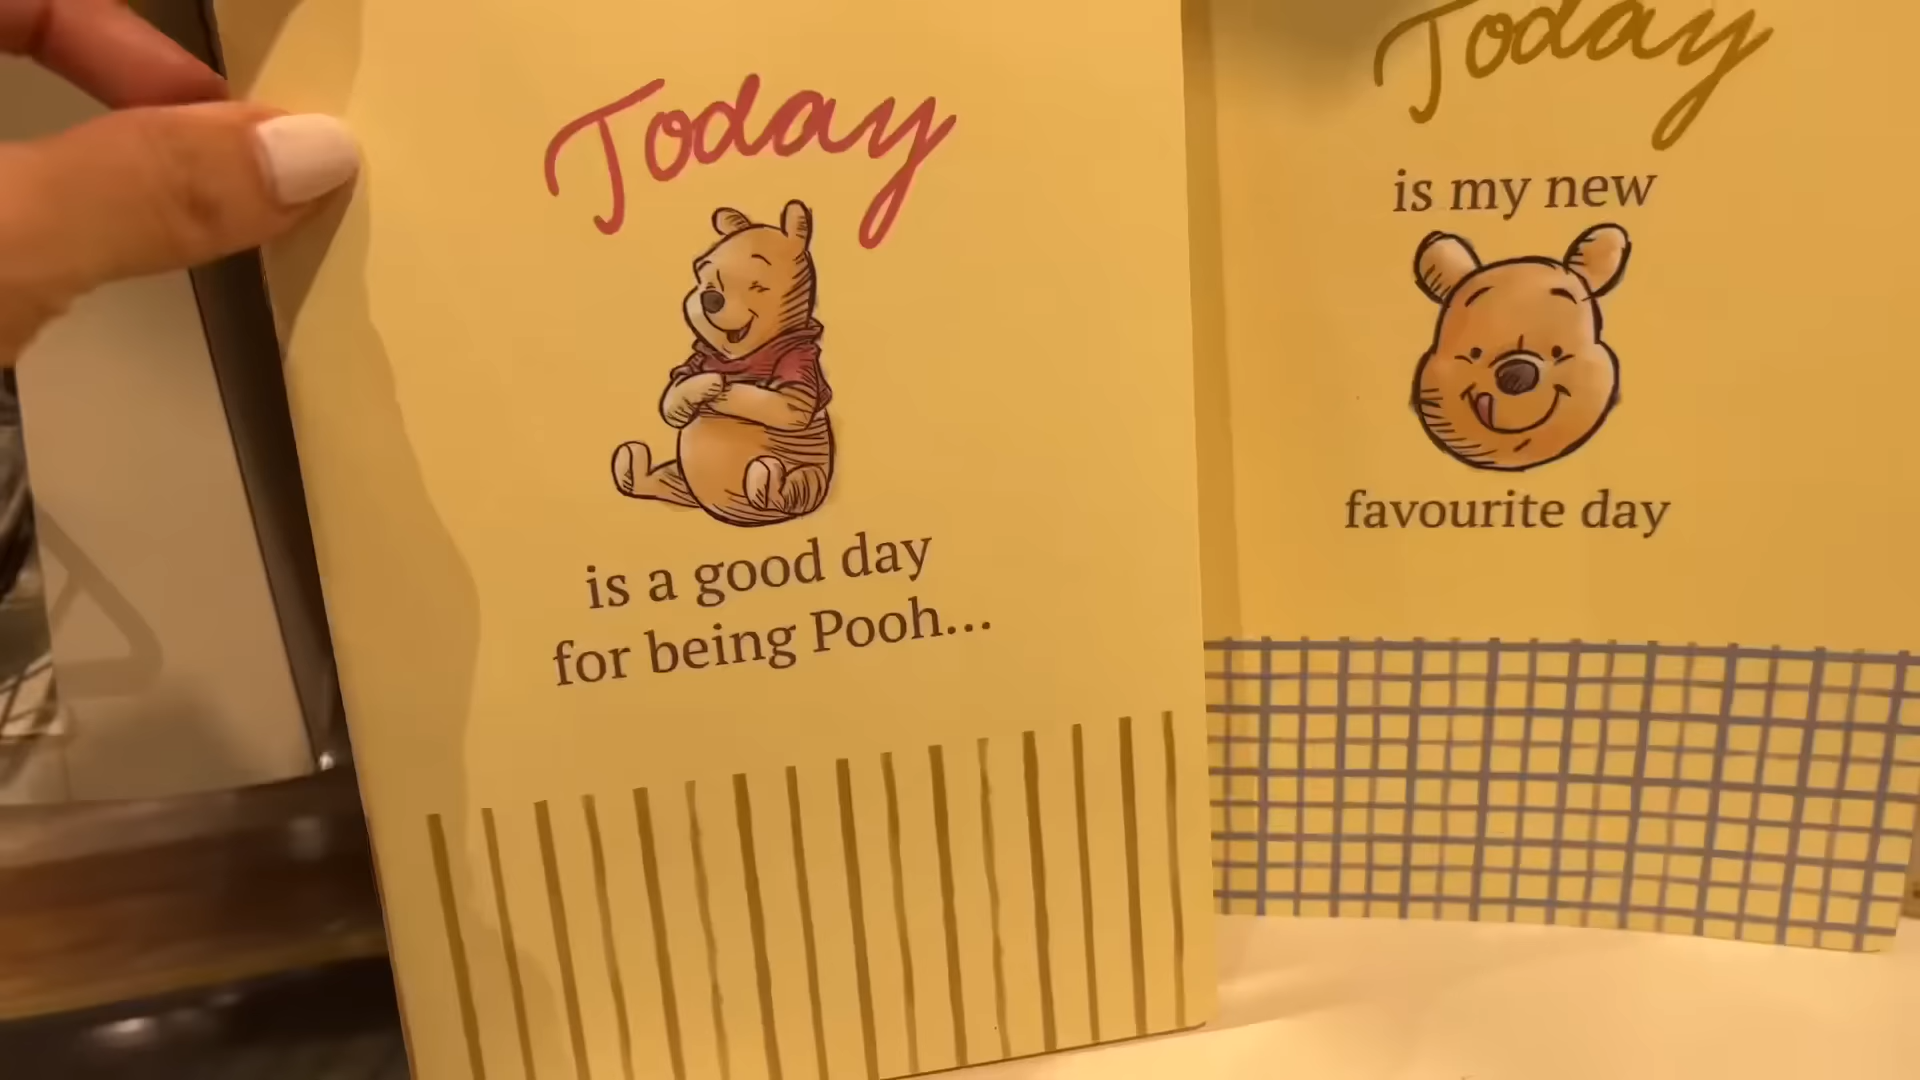 Today
is a good day
for being Pooh...
Today
is my new
favourite day